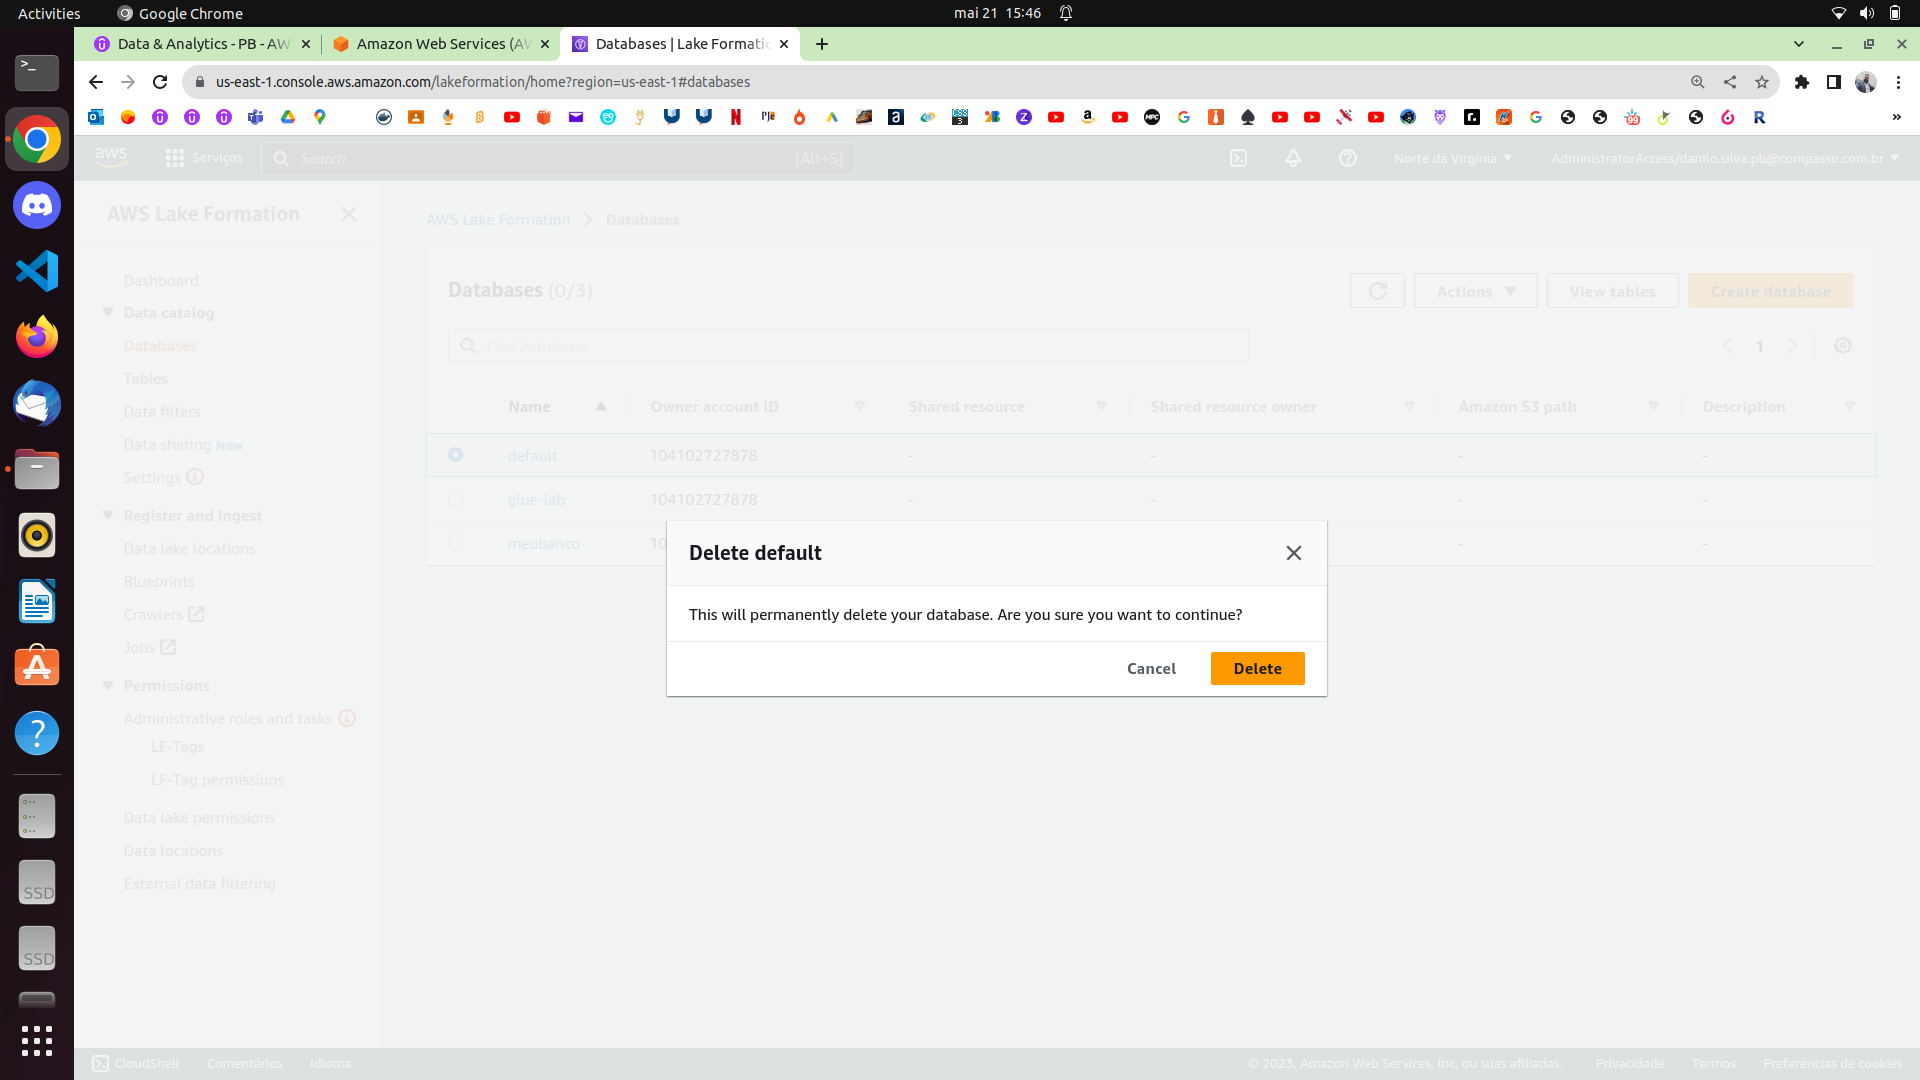 Activities
Google Chrome
mai 21 15:46
Data & Analytics - PB - AW
Amazon Web Services (AW
Databases | Lake Formatio
us-east-1.console.aws.amazon.com/lakeformation/home?region=us-east-1#databases
aws
Serviços
Search
[Alt+S]
Norte da Virgínia
AdministratorAccess/danilo.silva.pb@compasso.com.br
AWS Lake Formation
Dashboard
Data catalog
Databases
Tables
Data filters
Data sharing New
Settings
Register and ingest
Data lake locations
Blueprints
Crawlers
Jobs
Permissions
Administrative roles and tasks
LF-Tags
LF-Tag permissions
Data lake permissions
Data locations
External data filtering
AWS Lake Formation > Databases
Databases (0/3)
Actions
View tables
Create database
Find databases
1
Name Owner account ID Shared resource Shared resource owner Amazon S3 path Description
default 104102727878 - - - -
glue-lab 104102727878 - - - -
meubanco 10 - -
Delete default
This will permanently delete your database. Are you sure you want to continue?
Cancel
Delete
SSD
SSD
CloudShell
Comentários
Idioma
© 2023, Amazon Web Services, Inc. ou suas afiliadas.
Privacidade
Termos
Preferências de cookies